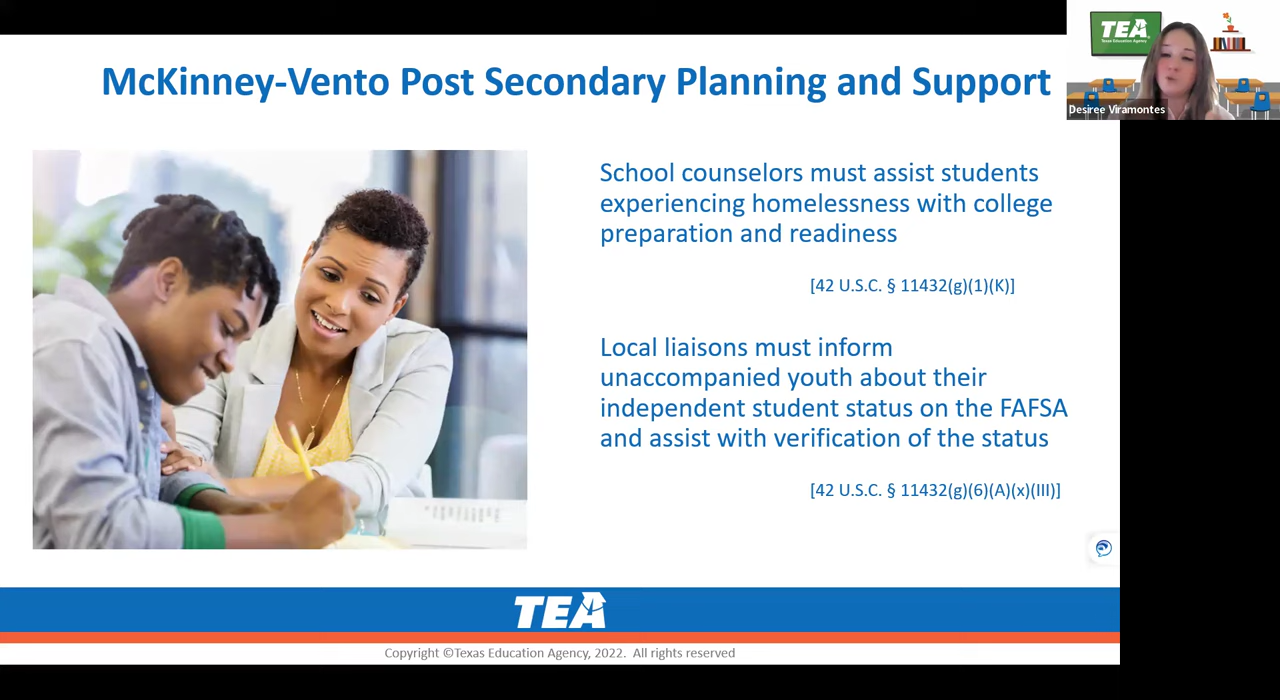 McKinney-Vento Post Secondary Planning and Support
TEA
Texas Education Agency
Desiree Viramontes
School counselors must assist students
experiencing homelessness with college
preparation and readiness
[42 U.S.C. § 11432(g)(1)(K)]
Local liaisons must inform
unaccompanied youth about their
independent student status on the FAFSA
and assist with verification of the status
[42 U.S.C. § 11432(g)(6)(A)(x)(III)]
TEA
Copyright ©Texas Education Agency, 2022. All rights reserved